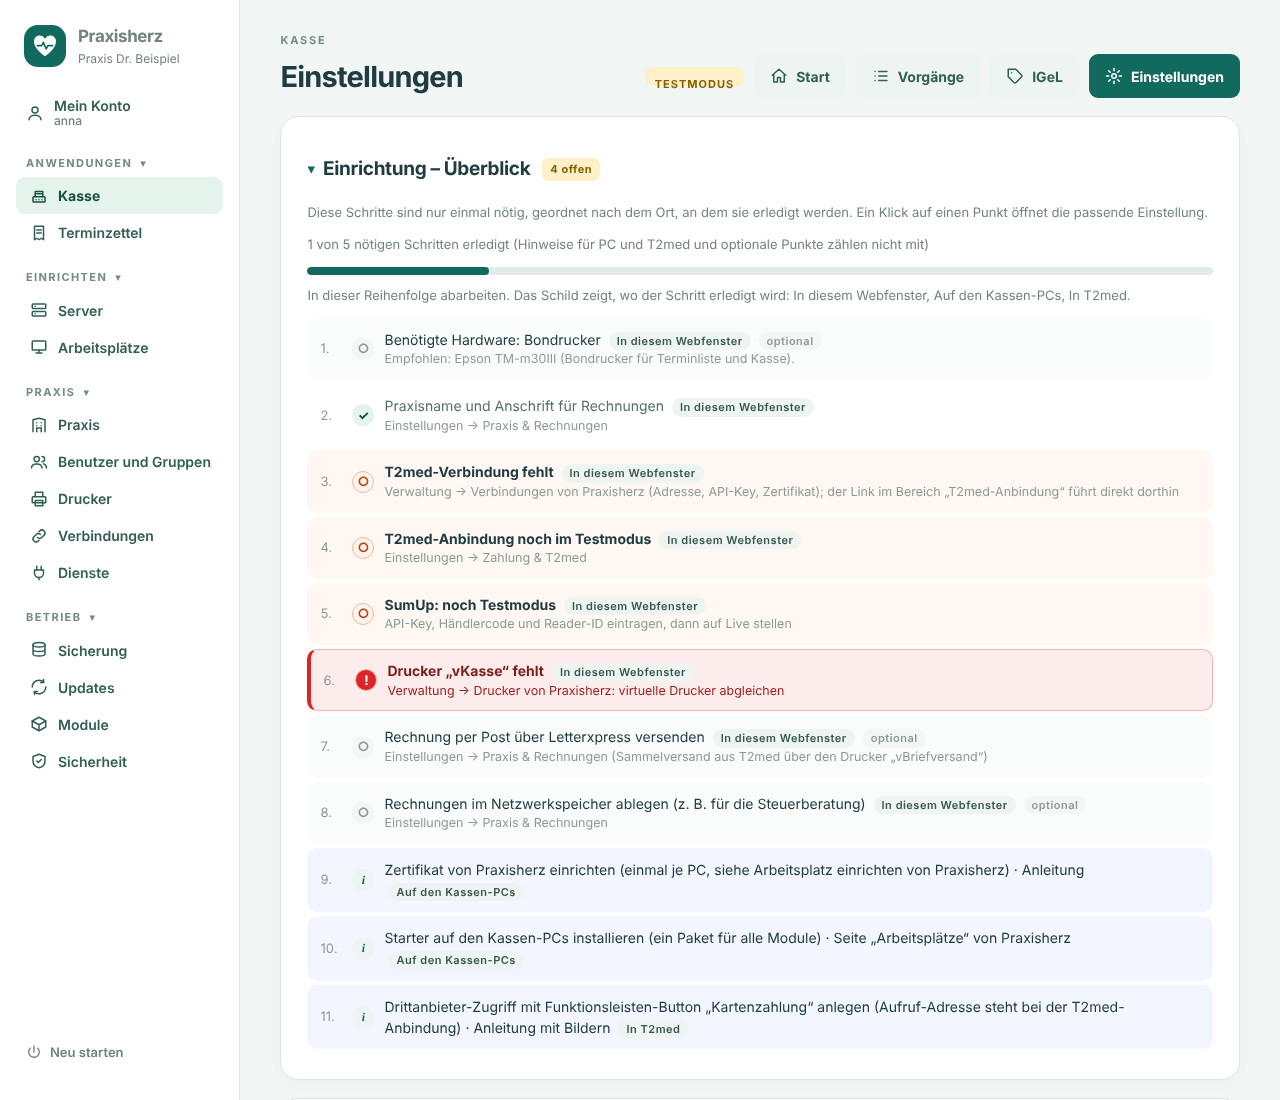 Praxisherz
Praxis Dr. Beispiel
Mein Konto
anna
ANWENDUNGEN ▾
Kasse
Terminzettel
EINRICHTEN ▾
Server
Arbeitsplätze
PRAXIS ▾
Praxis
Benutzer und Gruppen
Drucker
Verbindungen
Dienste
BETRIEB ▾
Sicherung
Updates
Module
Sicherheit
Neu starten
KASSE
Einstellungen
TESTMODUS
Start
Vorgänge
IGeL
Einstellungen
▾ Einrichtung – Überblick 4 offen
Diese Schritte sind nur einmal nötig, geordnet nach dem Ort, an dem sie erledigt werden. Ein Klick auf einen Punkt öffnet die passende Einstellung.
1 von 5 nötigen Schritten erledigt (Hinweise für PC und T2med und optionale Punkte zählen nicht mit)
In dieser Reihenfolge abarbeiten. Das Schild zeigt, wo der Schritt erledigt wird: In diesem Webfenster, Auf den Kassen-PCs, In T2med.
1. Benötigte Hardware: Bondrucker In diesem Webfenster optional
Empfohlen: Epson TM-m30III (Bondrucker für Terminliste und Kasse).
2. Praxisname und Anschrift für Rechnungen In diesem Webfenster
Einstellungen → Praxis & Rechnungen
3. T2med-Verbindung fehlt In diesem Webfenster
Verwaltung → Verbindungen von Praxisherz (Adresse, API-Key, Zertifikat); der Link im Bereich „T2med-Anbindung“ führt direkt dorthin
4. T2med-Anbindung noch im Testmodus In diesem Webfenster
Einstellungen → Zahlung & T2med
5. SumUp: noch Testmodus In diesem Webfenster
API-Key, Händlercode und Reader-ID eintragen, dann auf Live stellen
6. ! Drucker „vKasse“ fehlt In diesem Webfenster
Verwaltung → Drucker von Praxisherz: virtuelle Drucker abgleichen
7. Rechnung per Post über Letterxpress versenden In diesem Webfenster optional
Einstellungen → Praxis & Rechnungen (Sammelversand aus T2med über den Drucker „vBriefversand“)
8. Rechnungen im Netzwerkspeicher ablegen (z. B. für die Steuerberatung) In diesem Webfenster optional
Einstellungen → Praxis & Rechnungen
9. i Zertifikat von Praxisherz einrichten (einmal je PC, siehe Arbeitsplatz einrichten von Praxisherz) · Anleitung
Auf den Kassen-PCs
10. i Starter auf den Kassen-PCs installieren (ein Paket für alle Module) · Seite „Arbeitsplätze“ von Praxisherz
Auf den Kassen-PCs
11. i Drittanbieter-Zugriff mit Funktionsleisten-Button „Kartenzahlung“ anlegen (Aufruf-Adresse steht bei der T2med-
Anbindung) · Anleitung mit Bildern In T2med